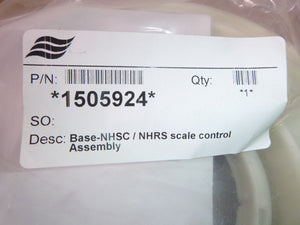 P/N: Qty:
*1505924* *1*
SO:
Desc: Base-NHSC / NHRS scale control
Assembly